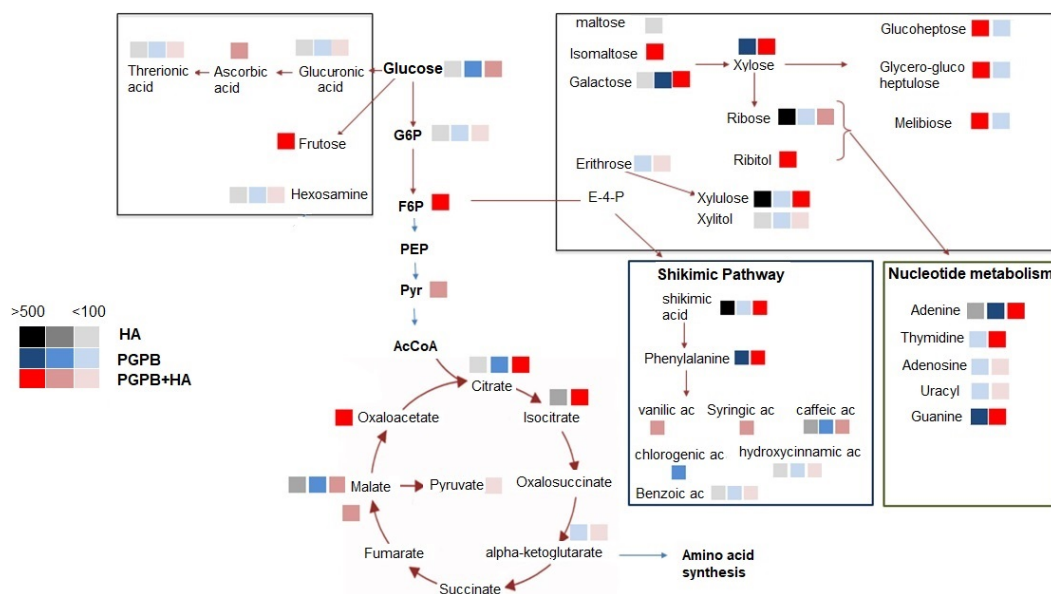 Threrionic
acid
Ascorbic
acid
Glucuronic
acid
Glucose
Frutose
Hexosamine
G6P
F6P
PEP
Pyr
AcCoA
maltose
Isomaltose
Galactose
Xylose
Glucoheptose
Glycero-gluco
heptulose
Melibiose
Ribose
Ribitol
Erithrose
E-4-P
Xylulose
Xylitol
Shikimic Pathway
shikimic
acid
Phenylalanine
vanilic ac
Syringic ac
caffeic ac
chlorogenic ac
hydroxycinnamic ac
Benzoic ac
Nucleotide metabolism
Adenine
Thymidine
Adenosine
Uracyl
Guanine
>500 <100
HA
PGPB
PGPB+HA
Citrate
Isocitrate
Oxalosuccinate
alpha-ketoglutarate
Succinate
Fumarate
Malate
Pyruvate
Oxaloacetate
Amino acid
synthesis